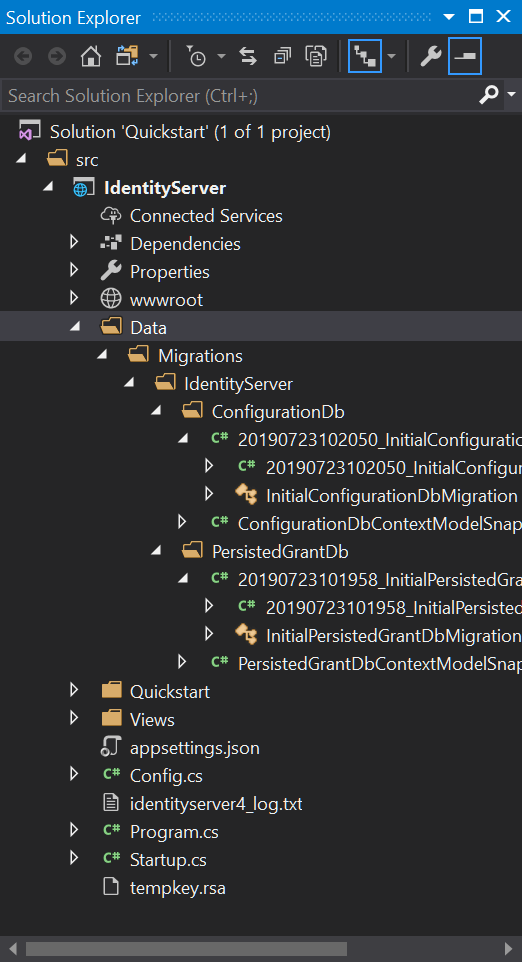 Solution Explorer
Search Solution Explorer (Ctrl+;)
Solution 'Quickstart' (1 of 1 project)
src
IdentityServer
Connected Services
Dependencies
Properties
wwwroot
Data
Migrations
IdentityServer
ConfigurationDb
C# 20190723102050_InitialConfiguratio
C# 20190723102050_InitialConfigur
InitialConfigurationDbMigration
C# ConfigurationDbContextModelSnap
PersistedGrantDb
C# 20190723101958_InitialPersistedGra
C# 20190723101958_InitialPersisted
InitialPersistedGrantDbMigration
C# PersistedGrantDbContextModelSnap
Quickstart
Views
appsettings.json
C# Config.cs
identityserver4_log.txt
C# Program.cs
C# Startup.cs
tempkey.rsa